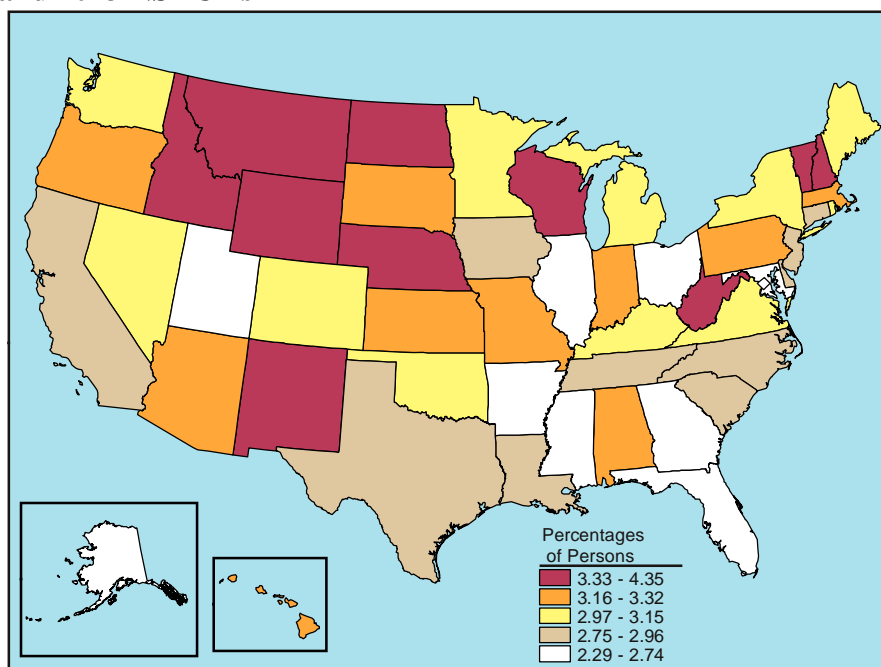 Percentages
of Persons
3.33 - 4.35
3.16 - 3.32
2.97 - 3.15
2.75 - 2.96
2.29 - 2.74